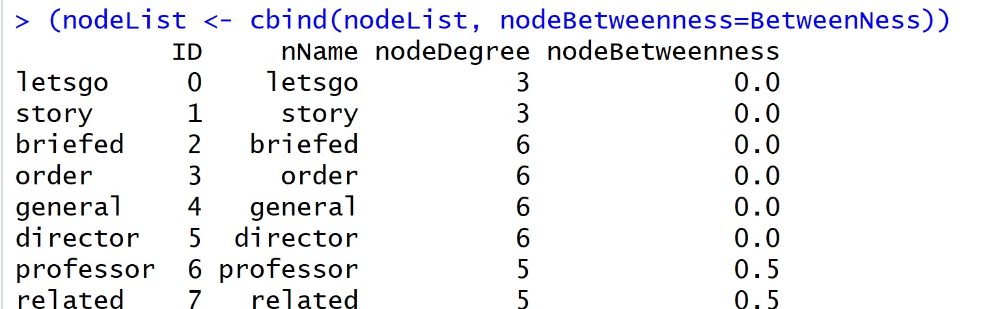 > (nodeList <- cbind(nodeList, nodeBetweenness=BetweenNess))
ID nName nodeDegree nodeBetweenness
letsgo 0 letsgo 3 0.0
story 1 story 3 0.0
briefed 2 briefed 6 0.0
order 3 order 6 0.0
general 4 general 6 0.0
director 5 director 6 0.0
professor 6 professor 5 0.5
related 7 related 5 0.5